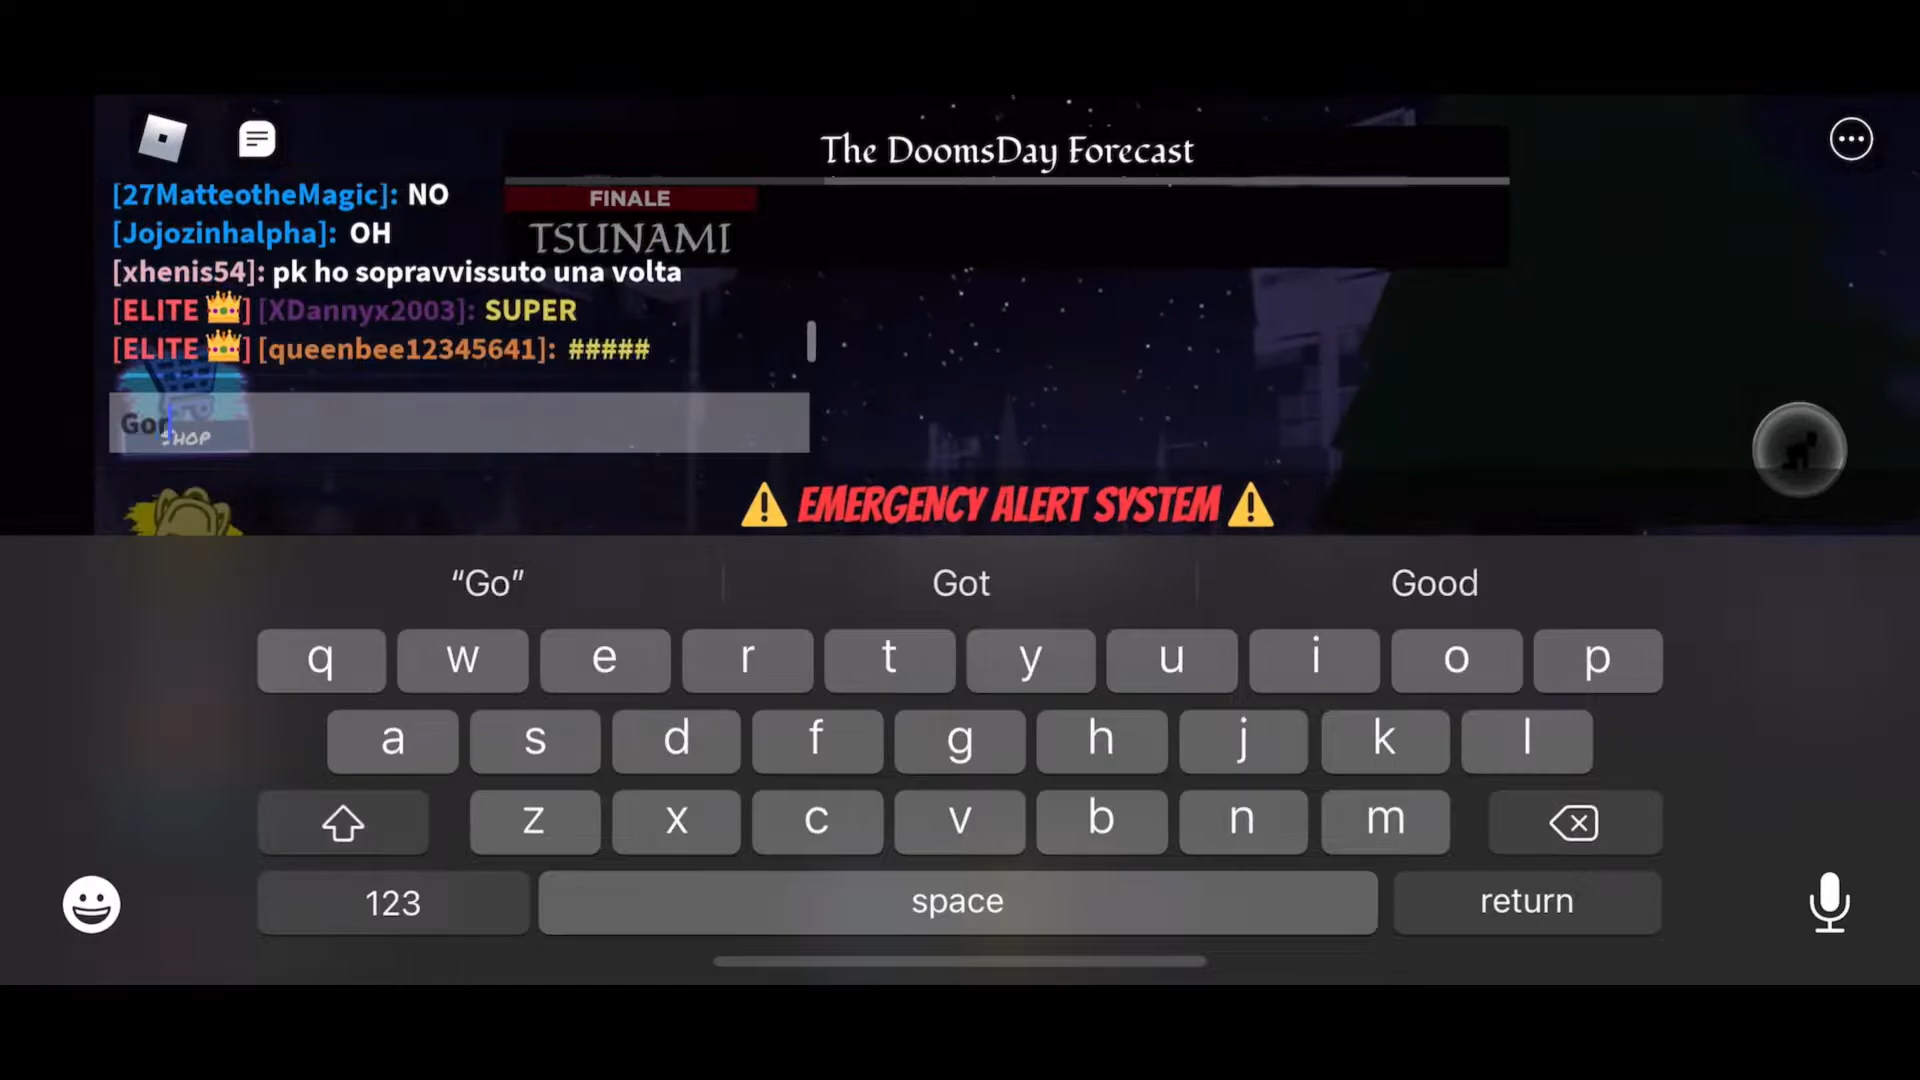 The DoomsDay Forecast
FINALE
TSUNAMI
[27MatteotheMagic]: NO
[Jojozinhalpha]: OH
[xhenis54]: pk ho sopravvissuto una volta
[ELITE 👑] [XDannyx2003]: SUPER
[ELITE 👑] [queenbee12345641]: #####
Gor
SHOP
⚠ EMERGENCY ALERT SYSTEM ⚠
“Go” Got Good
q w e r t y u i o p
a s d f g h j k l
z x c v b n m
123 space return